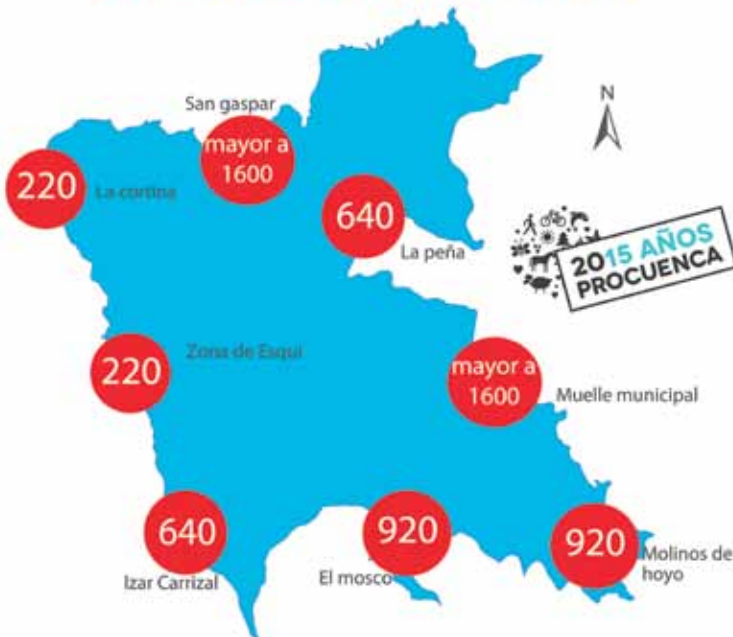 San gaspar
mayor a
1600
N
220
La cortina
640
La peña
2015 AÑOS
PROCUENCA
220
Zona de Esquí
mayor a
1600
Muelle municipal
640
Izar Carrizal
920
El mosco
920
Molinos de
hoyo